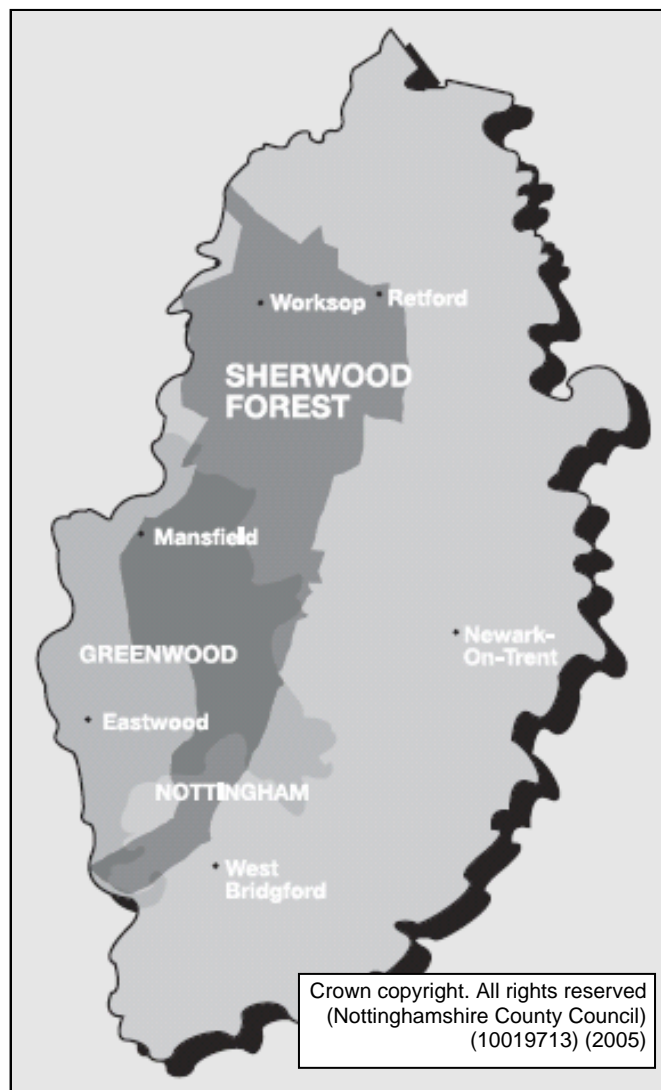 Worksop
Retford
SHERWOOD
FOREST
Mansfield
GREENWOOD
Newark-
On-Trent
Eastwood
NOTTINGHAM
West
Bridgford
Crown copyright. All rights reserved
(Nottinghamshire County Council)
(10019713) (2005)